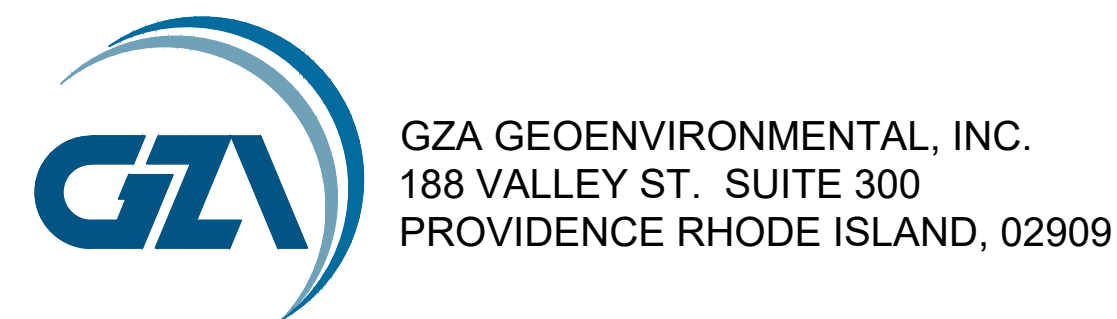 GZA
GZA GEOENVIRONMENTAL, INC.
188 VALLEY ST. SUITE 300
PROVIDENCE RHODE ISLAND, 02909